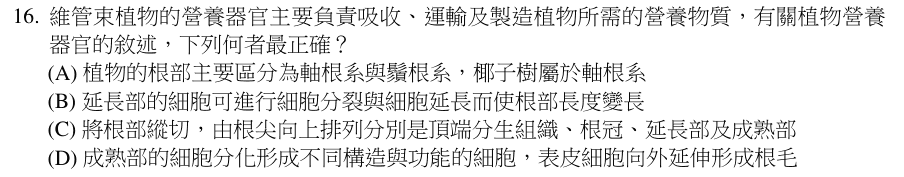 16. 維管束植物的營養器官主要負責吸收、運輸及製造植物所需的營養物質，有關植物營養
器官的敘述，下列何者最正確？
(A) 植物的根部主要區分為軸根系與鬚根系，椰子樹屬於軸根系
(B) 延長部的細胞可進行細胞分裂與細胞延長而使根部長度變長
(C) 將根部縱切，由根尖向上排列分別是頂端分生組織、根冠、延長部及成熟部
(D) 成熟部的細胞分化形成不同構造與功能的細胞，表皮細胞向外延伸形成根毛